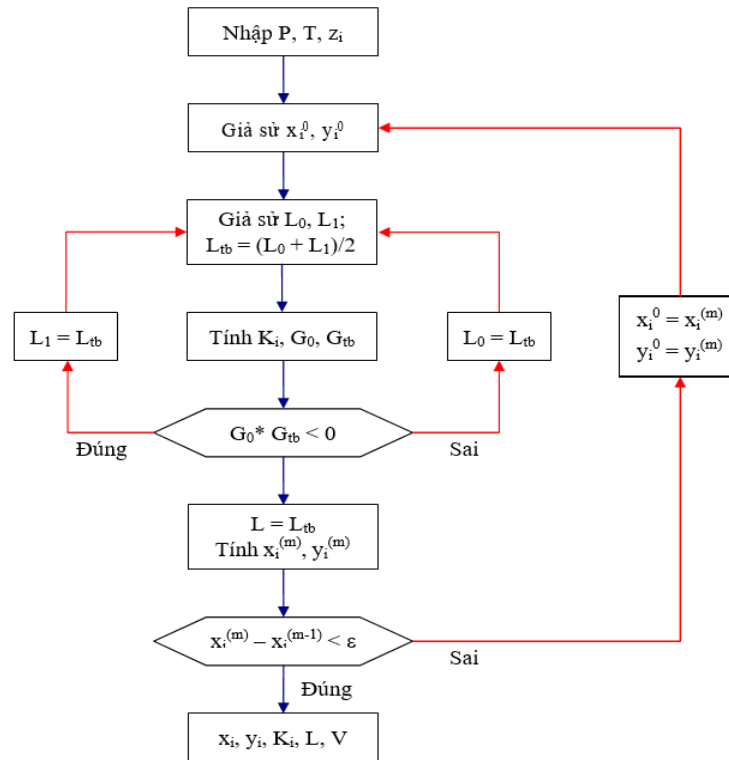 Nhập P, T, zᵢ
Giả sử xᵢ⁰, yᵢ⁰
Giả sử L₀, L₁;
Lₜb = (L₀ + L₁)/2
L₁ = Lₜb
Tính Kᵢ, G₀, Gₜb
L₀ = Lₜb
xᵢ⁰ = xᵢ⁽ᵐ⁾
yᵢ⁰ = yᵢ⁽ᵐ⁾
G₀* Gₜb < 0
Đúng
Sai
L = Lₜb
Tính xᵢ⁽ᵐ⁾, yᵢ⁽ᵐ⁾
xᵢ⁽ᵐ⁾ – xᵢ⁽ᵐ⁻¹⁾ < ε
Sai
Đúng
xᵢ, yᵢ, Kᵢ, L, V